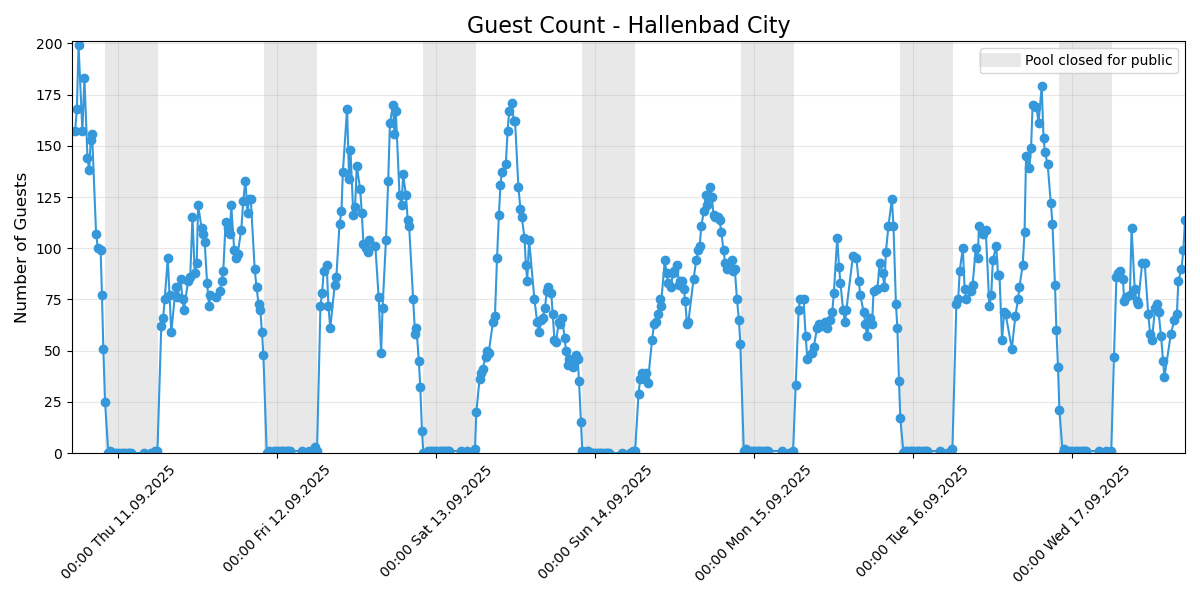 Guest Count - Hallenbad City
Pool closed for public
Number of Guests
200
175
150
125
100
75
50
25
0
00:00 Thu 11.09.2025
00:00 Fri 12.09.2025
00:00 Sat 13.09.2025
00:00 Sun 14.09.2025
00:00 Mon 15.09.2025
00:00 Tue 16.09.2025
00:00 Wed 17.09.2025